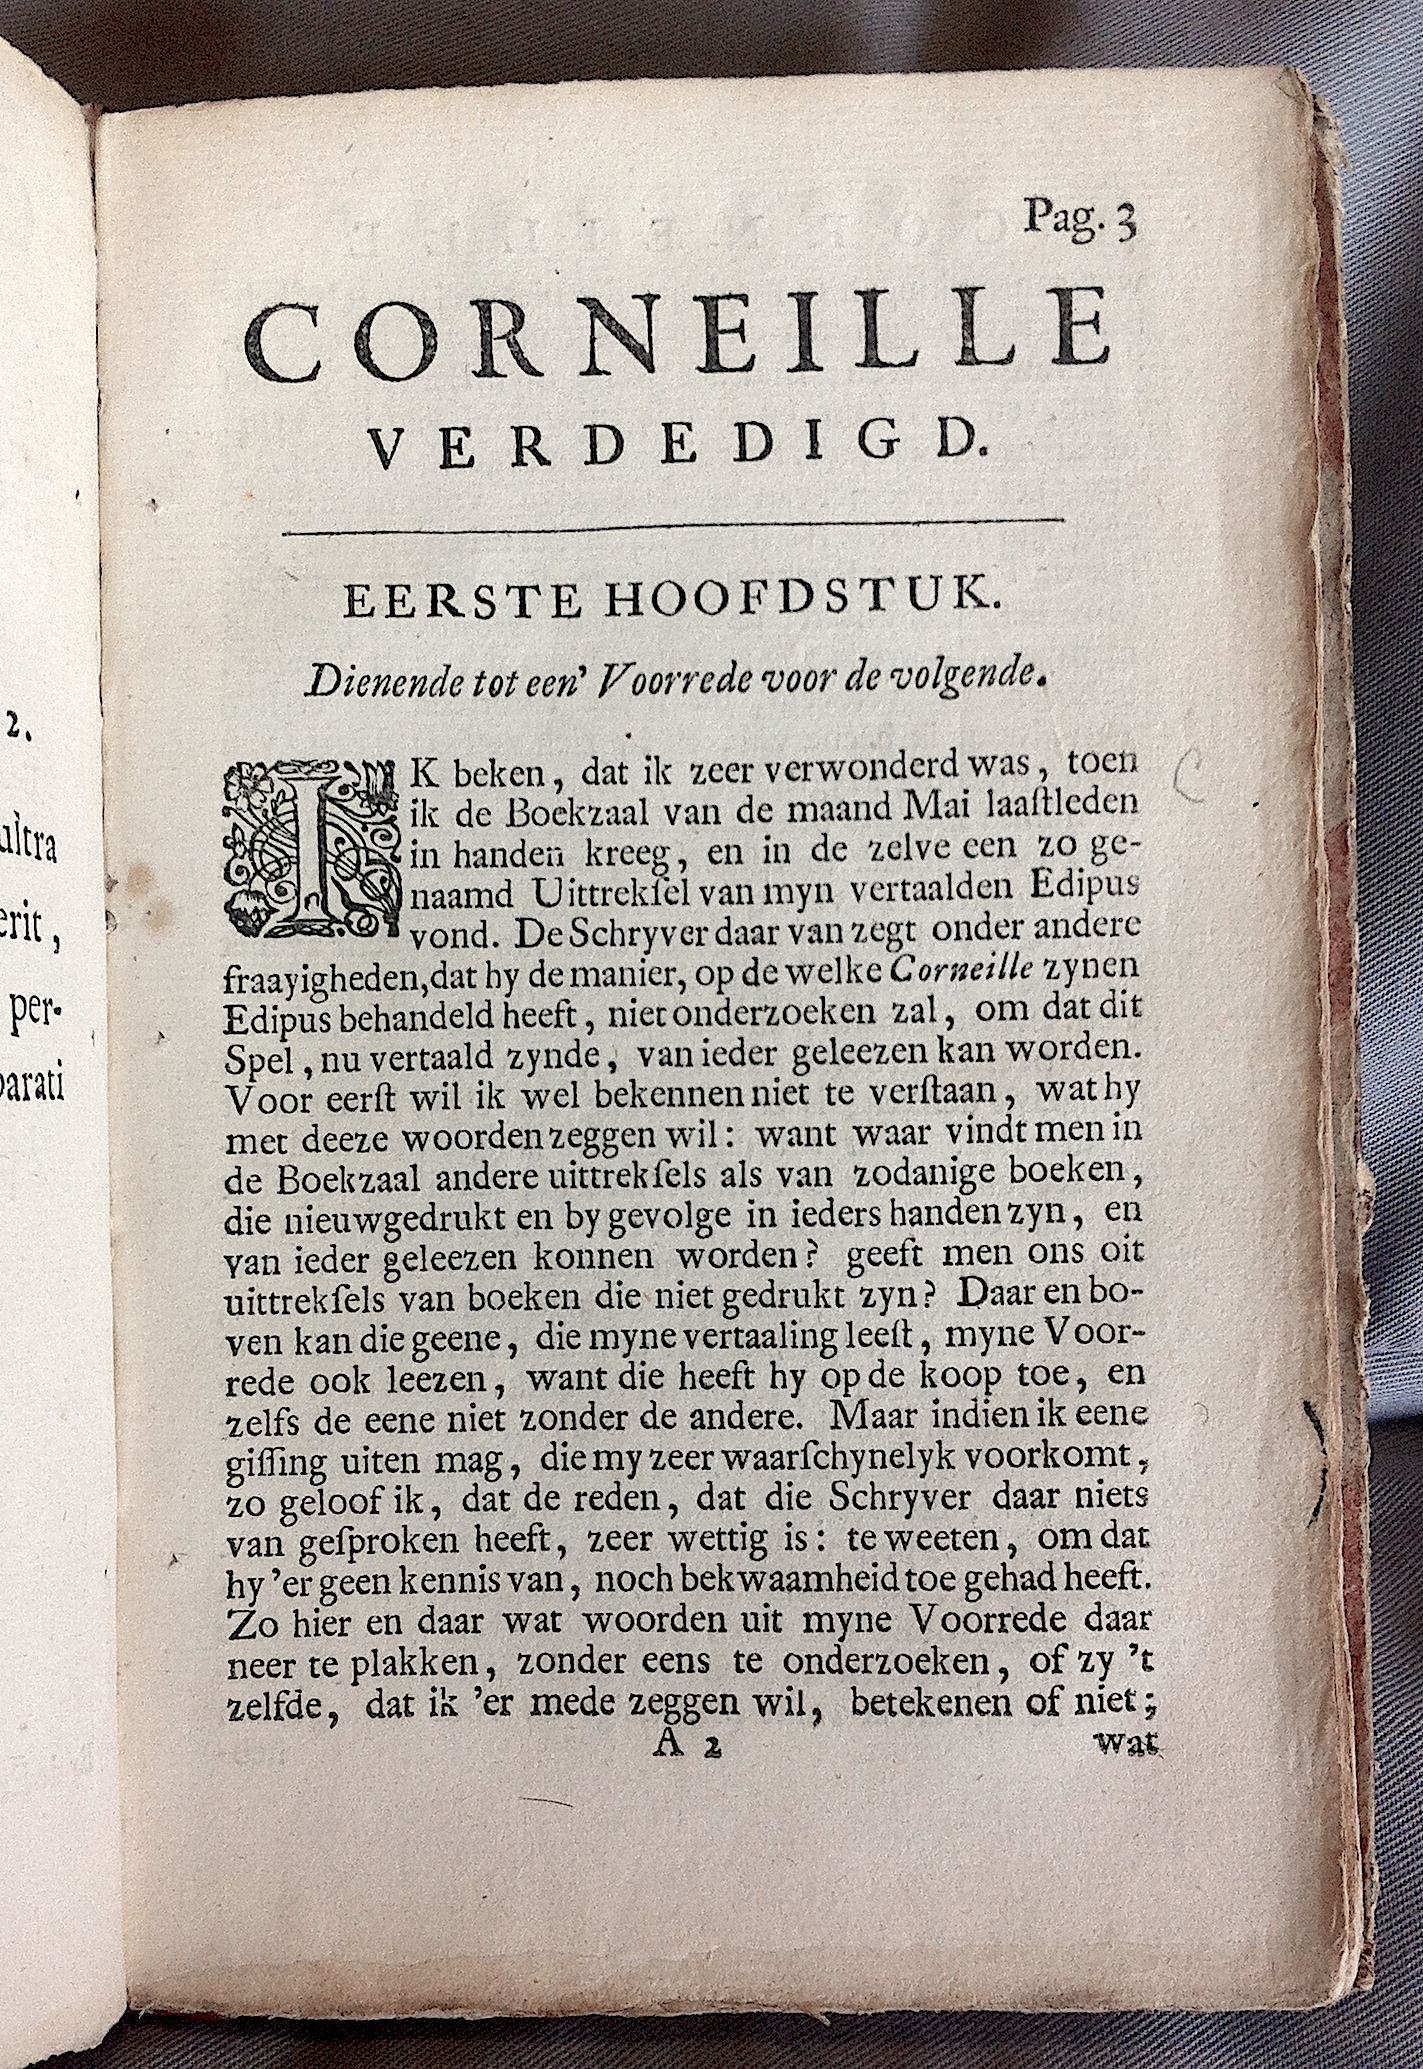 2.
ultra
erit,
per-
parati
Pag. 3
CORNEILLE
VERDEDIGD.
EERSTE HOOFDSTUK.
Dienende tot een' Voorrede voor de volgende.
IK beken, dat ik zeer verwonderd was, toen
ik de Boekzaal van de maand Mai laaſtleden
in handen kreeg, en in de zelve een zo ge-
naamd Uittrekſel van myn vertaalden Edipus
vond. De Schryver daar van zegt onder andere
fraayigheden, dat hy de manier, op de welke Corneille zynen
Edipus behandeld heeft, niet onderzoeken zal, om dat dit
Spel, nu vertaald zynde, van ieder geleezen kan worden.
Voor eerſt wil ik wel bekennen niet te verſtaan, wat hy
met deeze woorden zeggen wil: want waar vindt men in
de Boekzaal andere uittrekſels als van zodanige boeken,
die nieuwgedrukt en by gevolge in ieders handen zyn, en
van ieder geleezen konnen worden? geeft men ons oit
uittrekſels van boeken die niet gedrukt zyn? Daar en bo-
ven kan die geene, die myne vertaaling leeſt, myne Voor-
rede ook leezen, want die heeft hy op de koop toe, en
zelfs de eene niet zonder de andere. Maar indien ik eene
giſſing uiten mag, die my zeer waarſchynelyk voorkomt,
zo geloof ik, dat de reden, dat die Schryver daar niets
van geſproken heeft, zeer wettig is: te weeten, om dat
hy 'er geen kennis van, noch bekwaamheid toe gehad heeft.
Zo hier en daar wat woorden uit myne Voorrede daar
neer te plakken, zonder eens te onderzoeken, of zy 't
zelfde, dat ik 'er mede zeggen wil, betekenen of niet;
A 2 wat